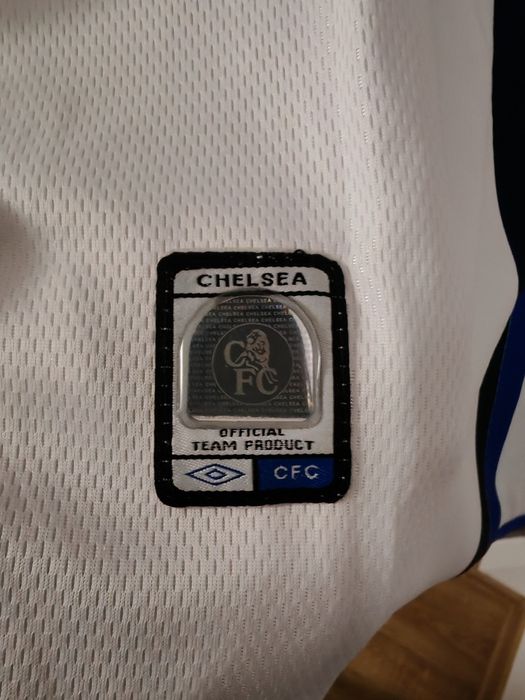 CHELSEA
CFC
OFFICIAL
TEAM PRODUCT
CFC